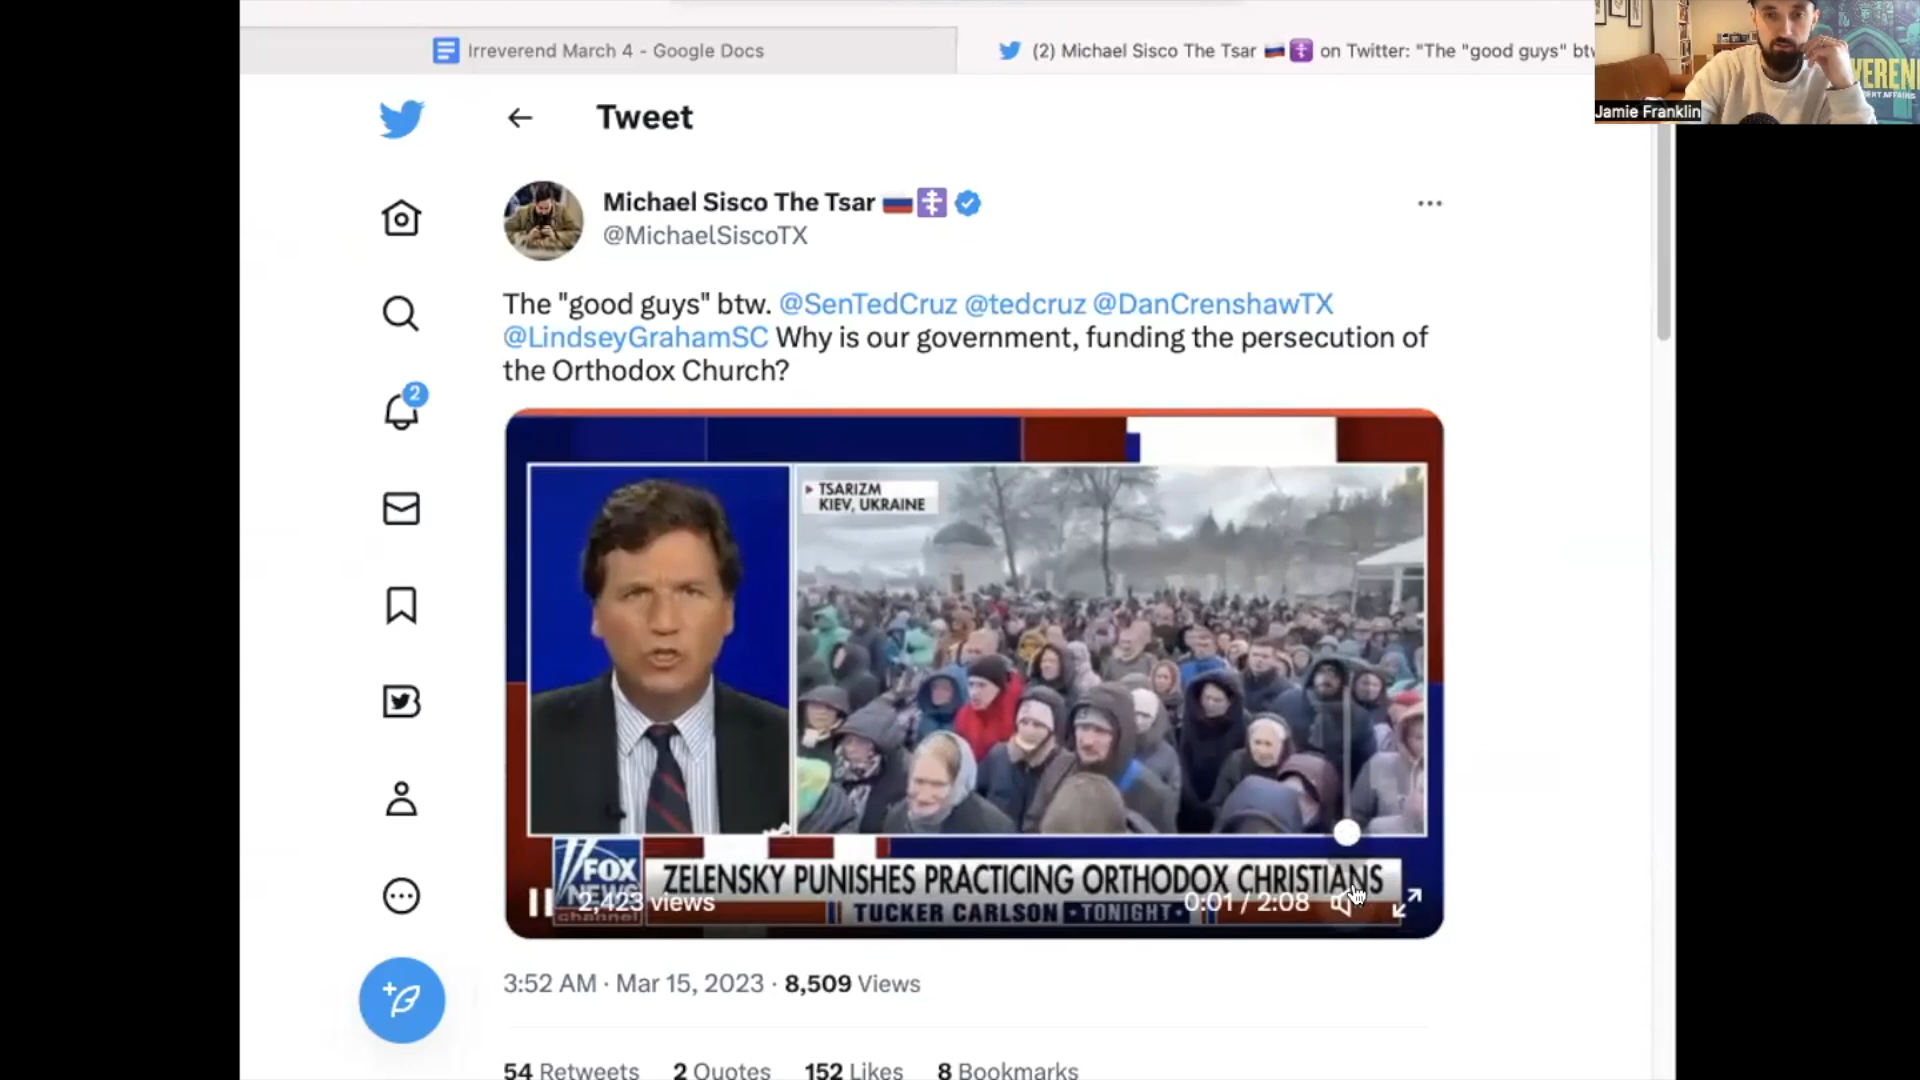 Irreverend March 4 - Google Docs
(2) Michael Sisco The Tsar 🇷🇺☦️ on Twitter: "The "good guys" btw
VEREN
ENT AFFAIRS
Jamie Franklin
Tweet
Michael Sisco The Tsar 🇷🇺☦️
@MichaelSiscoTX
The "good guys" btw. @SenTedCruz @tedcruz @DanCrenshawTX
@LindseyGrahamSC Why is our government, funding the persecution of
the Orthodox Church?
2
TSARIZM
KIEV, UKRAINE
FOX
NEWS
channel
ZELENSKY PUNISHES PRACTICING ORTHODOX CHRISTIANS
2,423 views
0:01 / 2:08
TUCKER CARLSON • TONIGHT •
3:52 AM · Mar 15, 2023 · 8,509 Views
54 Retweets 2 Quotes 152 Likes 8 Bookmarks